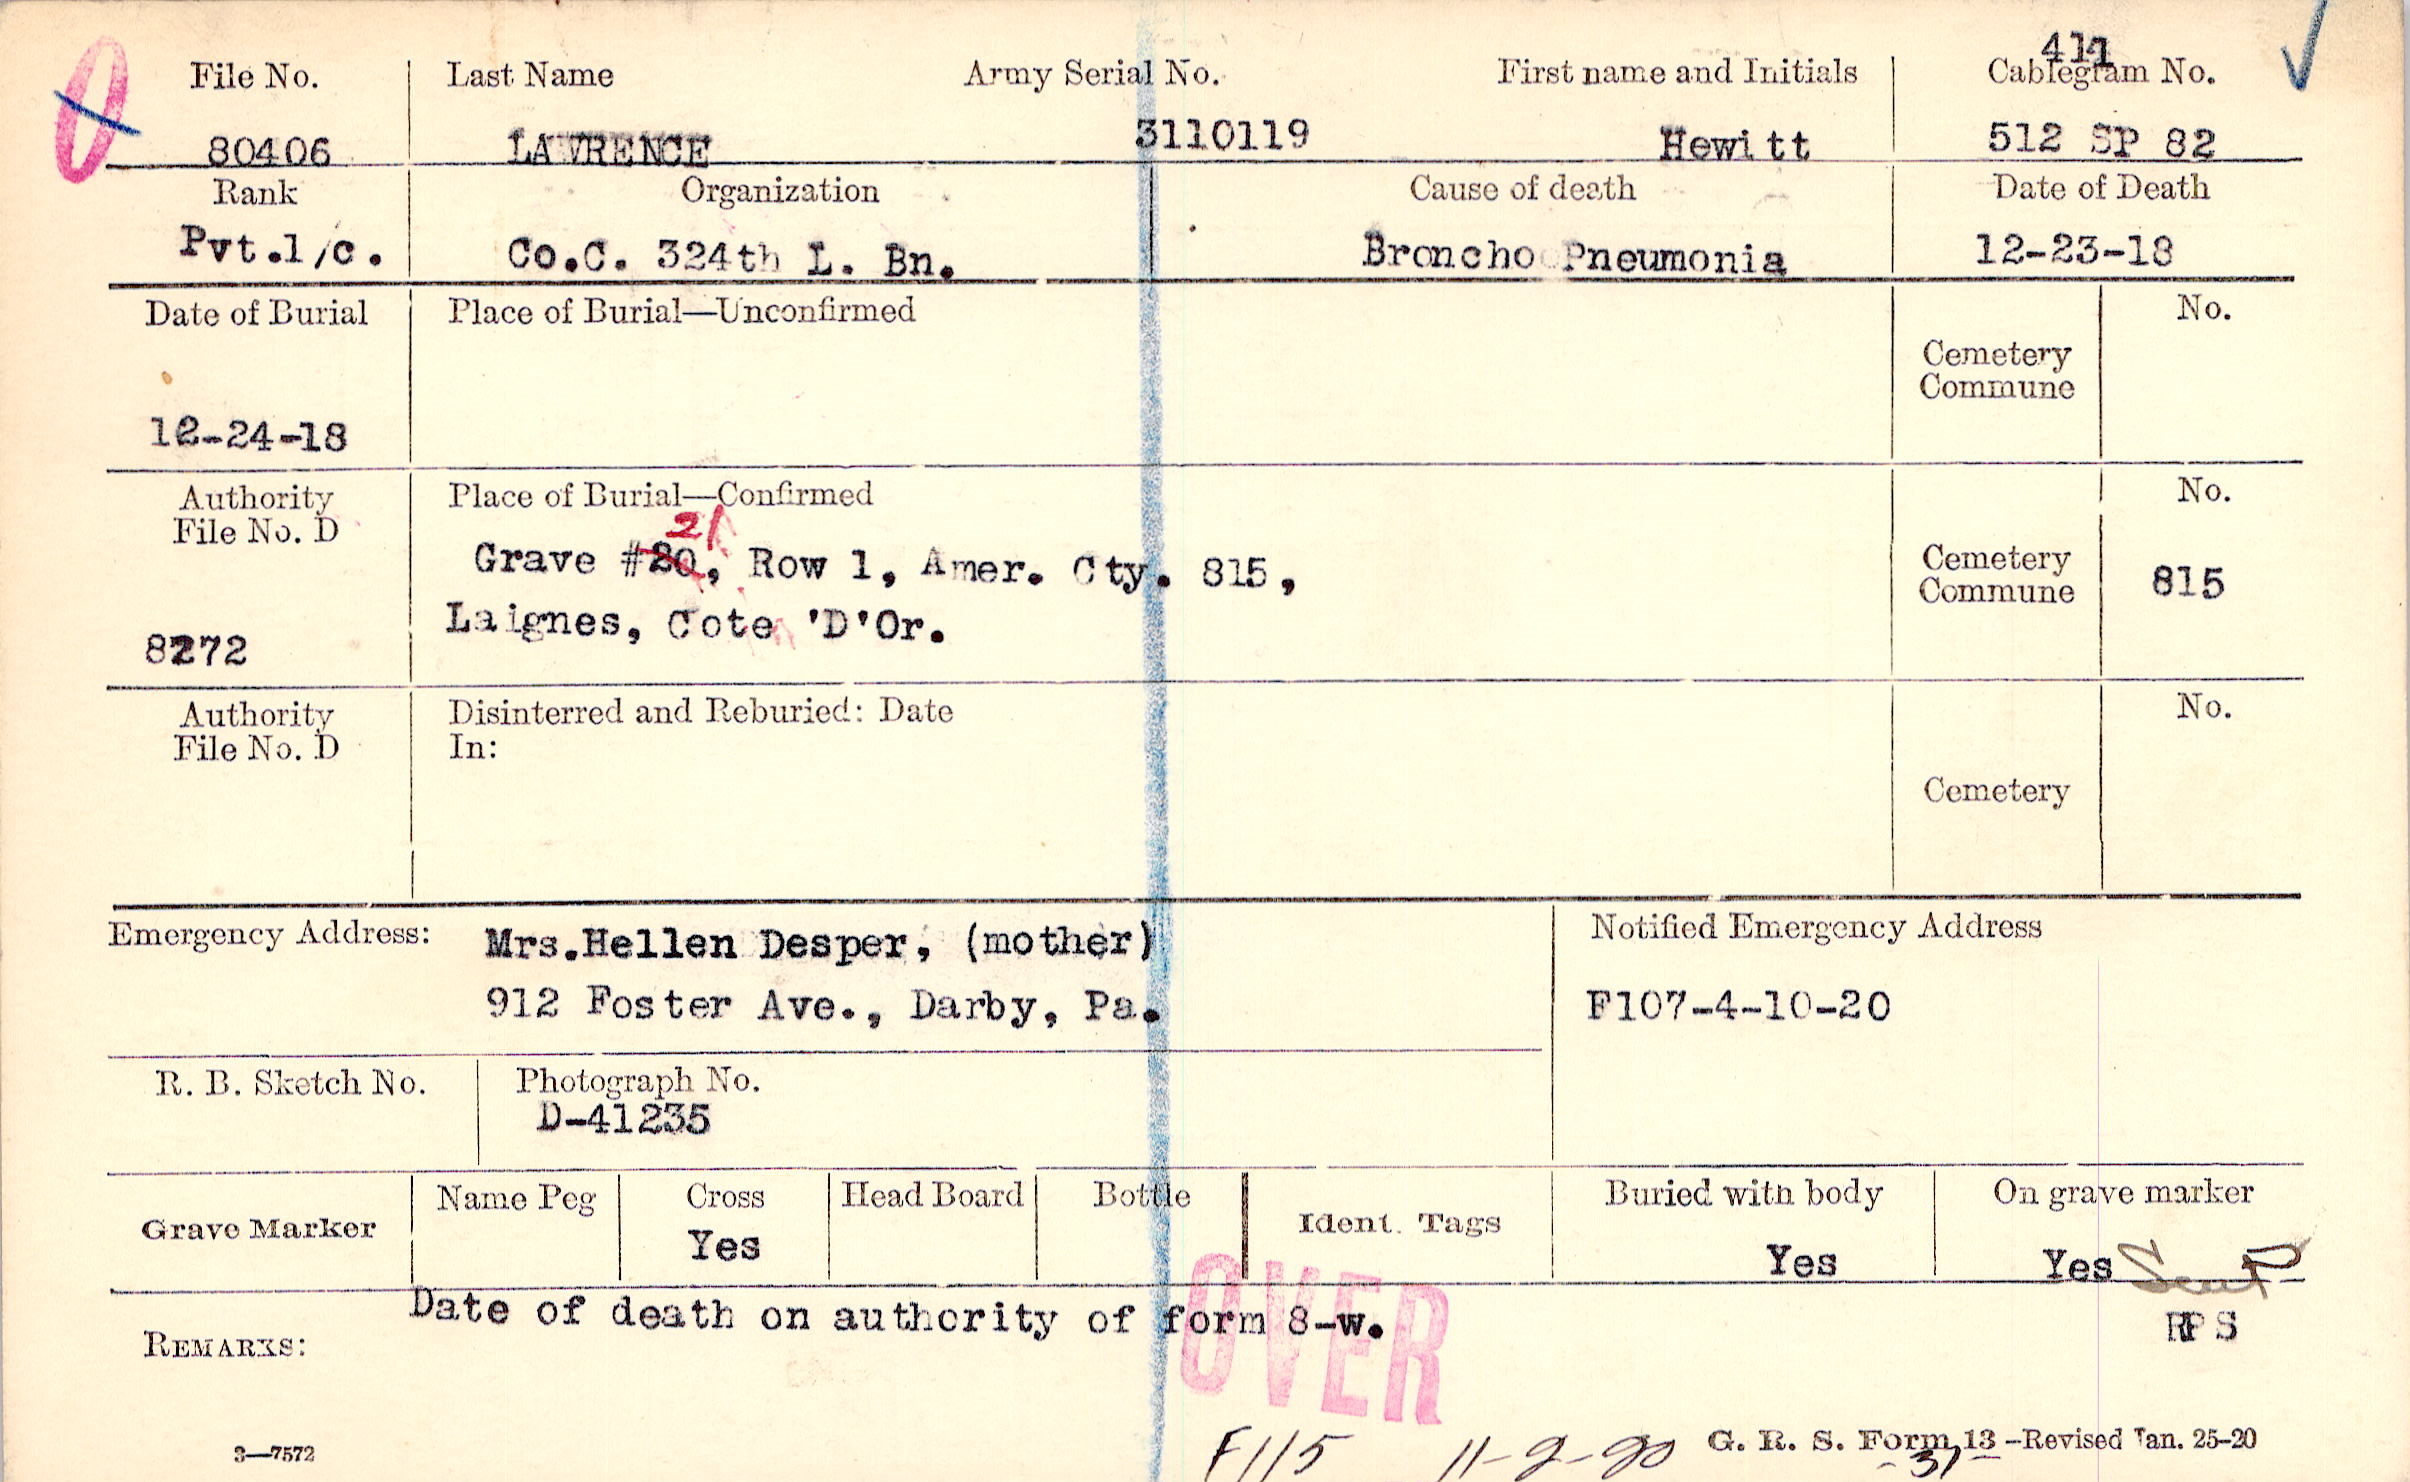 411
File No. Last Name Army Serial No. First name and Initials Cablegram No.
80406 LAWRENCE 3110119 Hewitt 512 SP 82
Rank Organization Cause of death Date of Death
Pvt.1/c. Co.C. 324th L. Bn. Broncho Pneumonia 12-23-18
Date of Burial Place of Burial—Unconfirmed No.
Cemetery
Commune
12-24-18
Authority Place of Burial—Confirmed No.
File No. D
21
Grave #20, Row 1, Amer. Cty. 815,
Cemetery
Commune 815
Laignes, Cote 'D'Or.
8272
Authority Disinterred and Reburied: Date No.
File No. D In:
Cemetery
Emergency Address: Mrs.Hellen Desper, (mother) Notified Emergency Address
912 Foster Ave., Darby, Pa. F107-4-10-20
R. B. Sketch No. Photograph No.
D-41235
Grave Marker Name Peg Cross Head Board Bottle Ident. Tags Buried with body On grave marker
Yes Yes Yes
Date of death on authority of form 8-w.
OVER
REMARKS:
3—7572
F115 11-2-20 G. R. S. Form 13 -Revised Jan. 25-20
-31